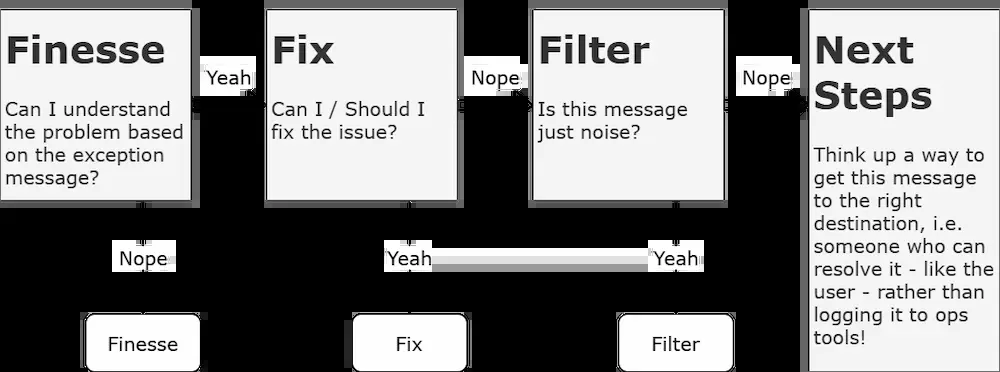 Finesse
Can I understand
the problem based
on the exception
message?
Yeah
Fix
Can I / Should I
fix the issue?
Nope
Filter
Is this message
just noise?
Nope
Next
Steps
Think up a way to
get this message
to the right
destination, i.e.
someone who can
resolve it - like the
user - rather than
logging it to ops
tools!
Nope
Yeah
Yeah
Finesse
Fix
Filter